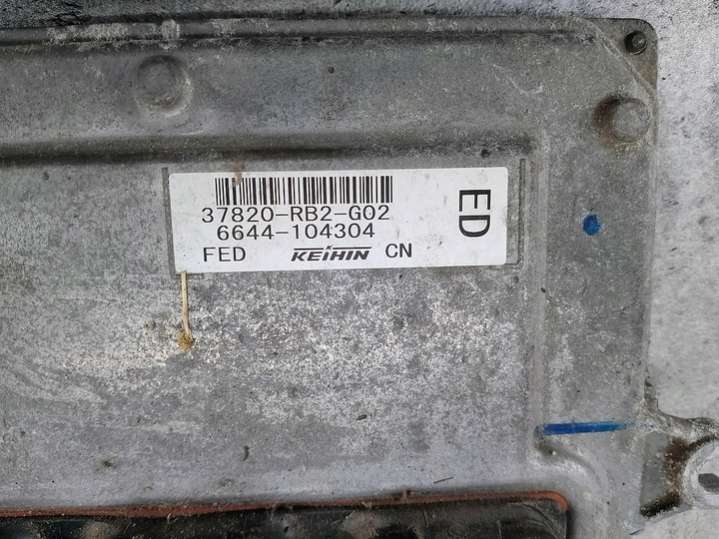 37820-RB2-G02
6644-104304
FED KEIHIN CN
ED